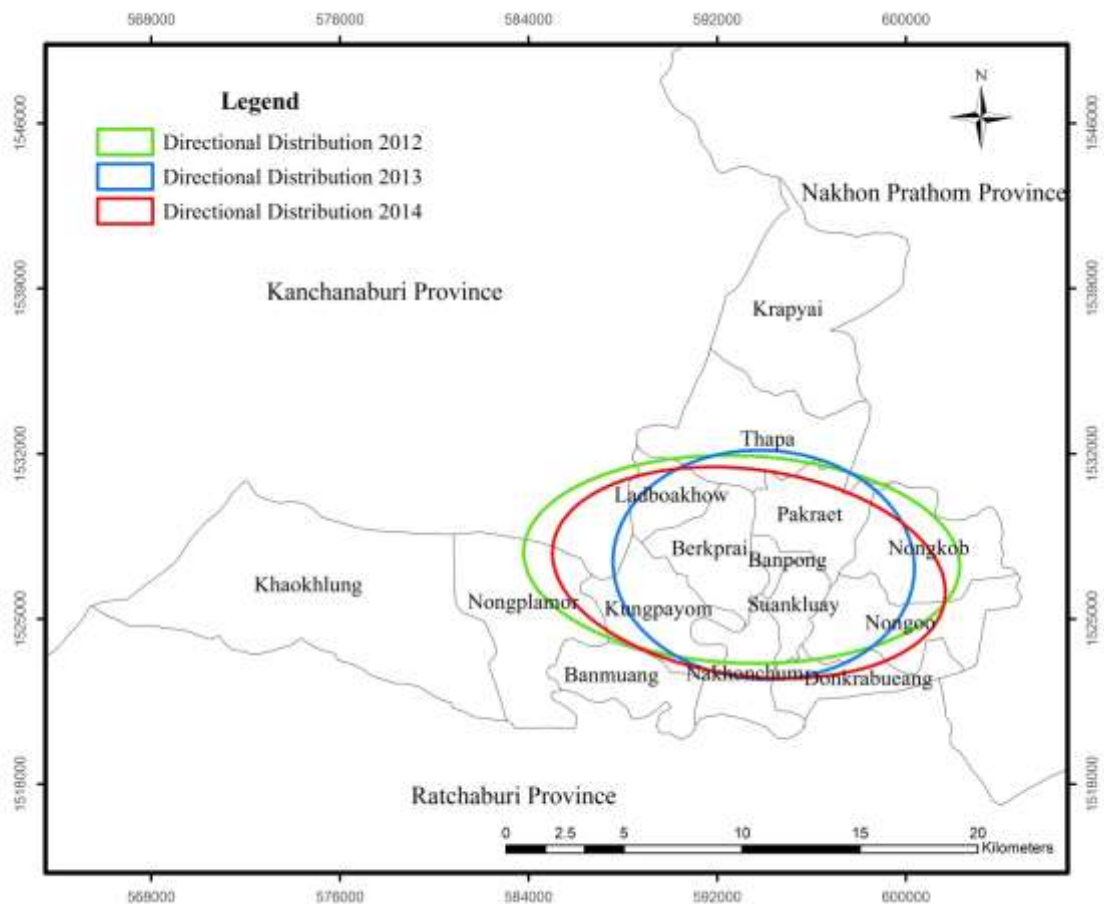 568000 576000 584000 592000 600000
N
Legend
Directional Distribution 2012
Directional Distribution 2013
Directional Distribution 2014
1546000 1546000
Nakhon Prathom Province
Kanchanaburi Province
1539000 1539000
Krapyai
Thapa
1532000 1532000
Ladboakhow
Pakraet
Berkprai
Banpong
Nongkob
Khaokhlung
Nongplamor
Kungpayom
Suankluay
1525000 1525000
Nongoo
Banmuang
Nakhonchum
Donkrabueang
1518000 1518000
Ratchaburi Province
0 2.5 5 10 15 20
Kilometers
568000 576000 584000 592000 600000